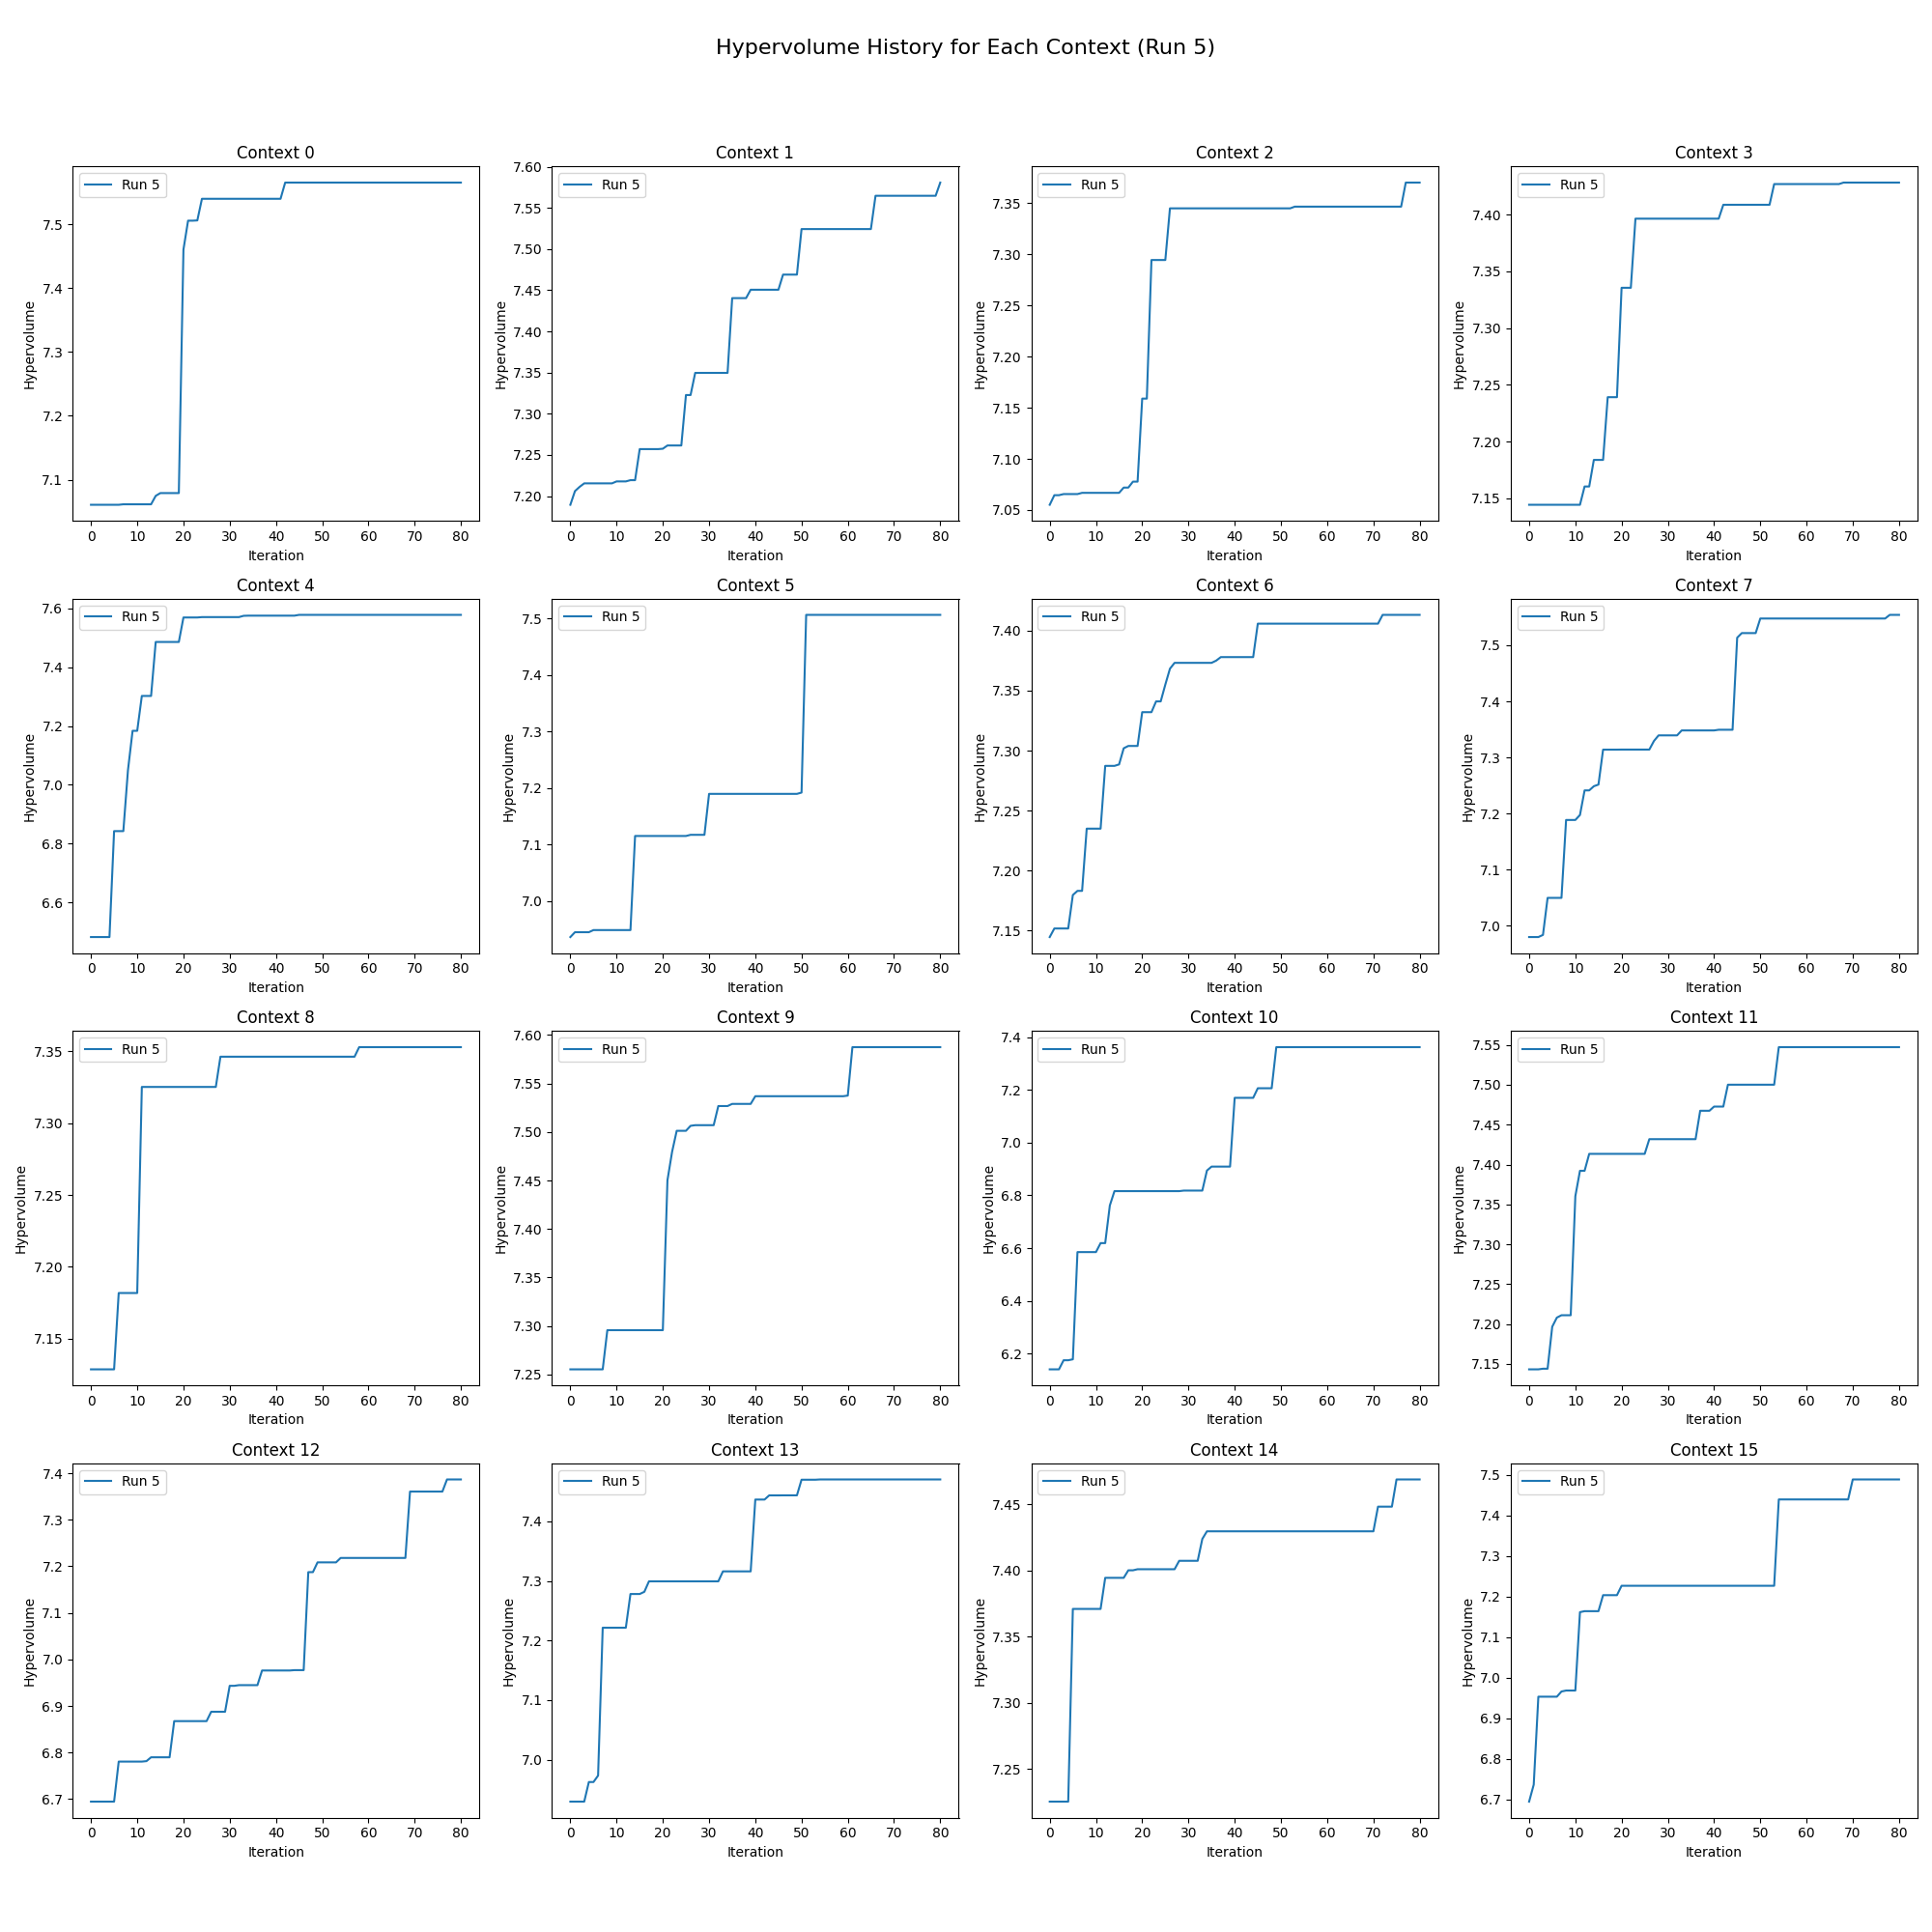 Hypervolume History for Each Context (Run 5)
Context 0
Run 5
Hypervolume
7.5
7.4
7.3
7.2
7.1
0 10 20 30 40 50 60 70 80
Iteration
Context 1
Run 5
Hypervolume
7.60
7.55
7.50
7.45
7.40
7.35
7.30
7.25
7.20
0 10 20 30 40 50 60 70 80
Iteration
Context 2
Run 5
Hypervolume
7.35
7.30
7.25
7.20
7.15
7.10
7.05
0 10 20 30 40 50 60 70 80
Iteration
Context 3
Run 5
Hypervolume
7.40
7.35
7.30
7.25
7.20
7.15
0 10 20 30 40 50 60 70 80
Iteration
Context 4
Run 5
Hypervolume
7.6
7.4
7.2
7.0
6.8
6.6
0 10 20 30 40 50 60 70 80
Iteration
Context 5
Run 5
Hypervolume
7.5
7.4
7.3
7.2
7.1
7.0
0 10 20 30 40 50 60 70 80
Iteration
Context 6
Run 5
Hypervolume
7.40
7.35
7.30
7.25
7.20
7.15
0 10 20 30 40 50 60 70 80
Iteration
Context 7
Run 5
Hypervolume
7.5
7.4
7.3
7.2
7.1
7.0
0 10 20 30 40 50 60 70 80
Iteration
Context 8
Run 5
Hypervolume
7.35
7.30
7.25
7.20
7.15
0 10 20 30 40 50 60 70 80
Iteration
Context 9
Run 5
Hypervolume
7.60
7.55
7.50
7.45
7.40
7.35
7.30
7.25
0 10 20 30 40 50 60 70 80
Iteration
Context 10
Run 5
Hypervolume
7.4
7.2
7.0
6.8
6.6
6.4
6.2
0 10 20 30 40 50 60 70 80
Iteration
Context 11
Run 5
Hypervolume
7.55
7.50
7.45
7.40
7.35
7.30
7.25
7.20
7.15
0 10 20 30 40 50 60 70 80
Iteration
Context 12
Run 5
Hypervolume
7.4
7.3
7.2
7.1
7.0
6.9
6.8
6.7
0 10 20 30 40 50 60 70 80
Iteration
Context 13
Run 5
Hypervolume
7.4
7.3
7.2
7.1
7.0
0 10 20 30 40 50 60 70 80
Iteration
Context 14
Run 5
Hypervolume
7.45
7.40
7.35
7.30
7.25
0 10 20 30 40 50 60 70 80
Iteration
Context 15
Run 5
Hypervolume
7.5
7.4
7.3
7.2
7.1
7.0
6.9
6.8
6.7
0 10 20 30 40 50 60 70 80
Iteration